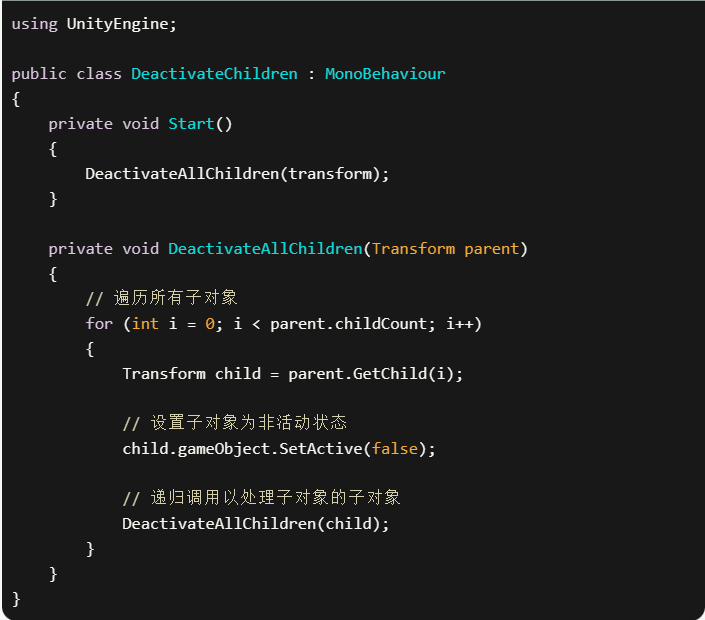 using UnityEngine;
public class DeactivateChildren : MonoBehaviour
{
private void Start()
{
DeactivateAllChildren(transform);
}
private void DeactivateAllChildren(Transform parent)
{
// 遍历所有子对象
for (int i = 0; i < parent.childCount; i++)
{
Transform child = parent.GetChild(i);
// 设置子对象为非活动状态
child.gameObject.SetActive(false);
// 递归调用以处理子对象的子对象
DeactivateAllChildren(child);
}
}
}